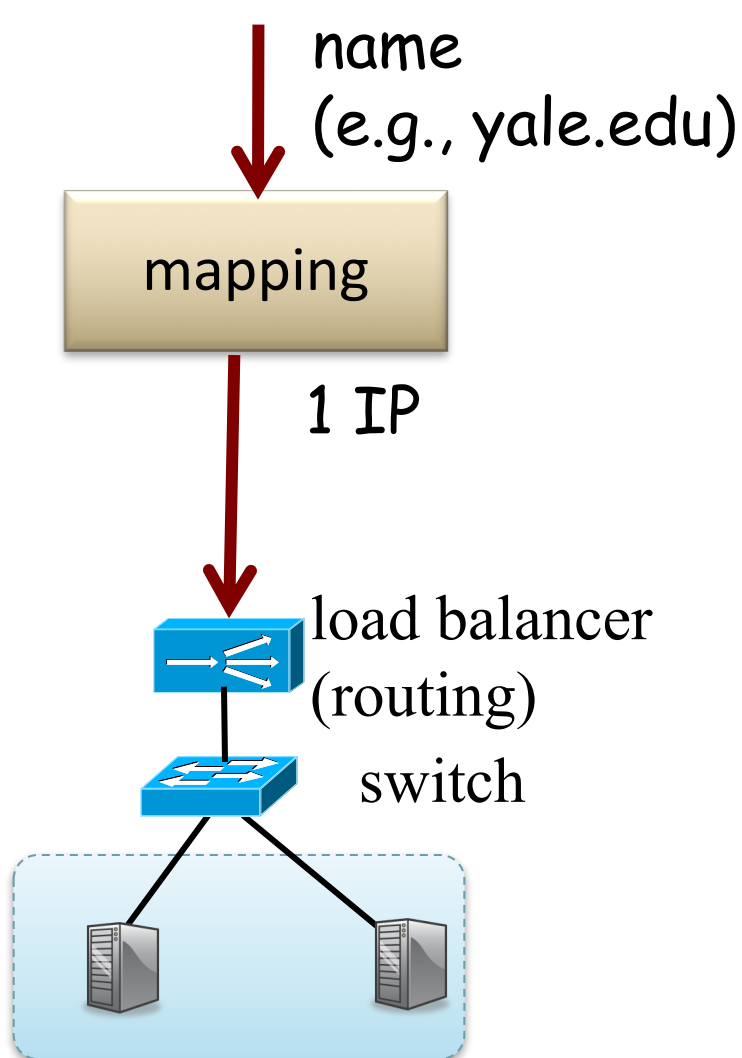 name
(e.g., yale.edu)
mapping
1 IP
load balancer
(routing)
switch